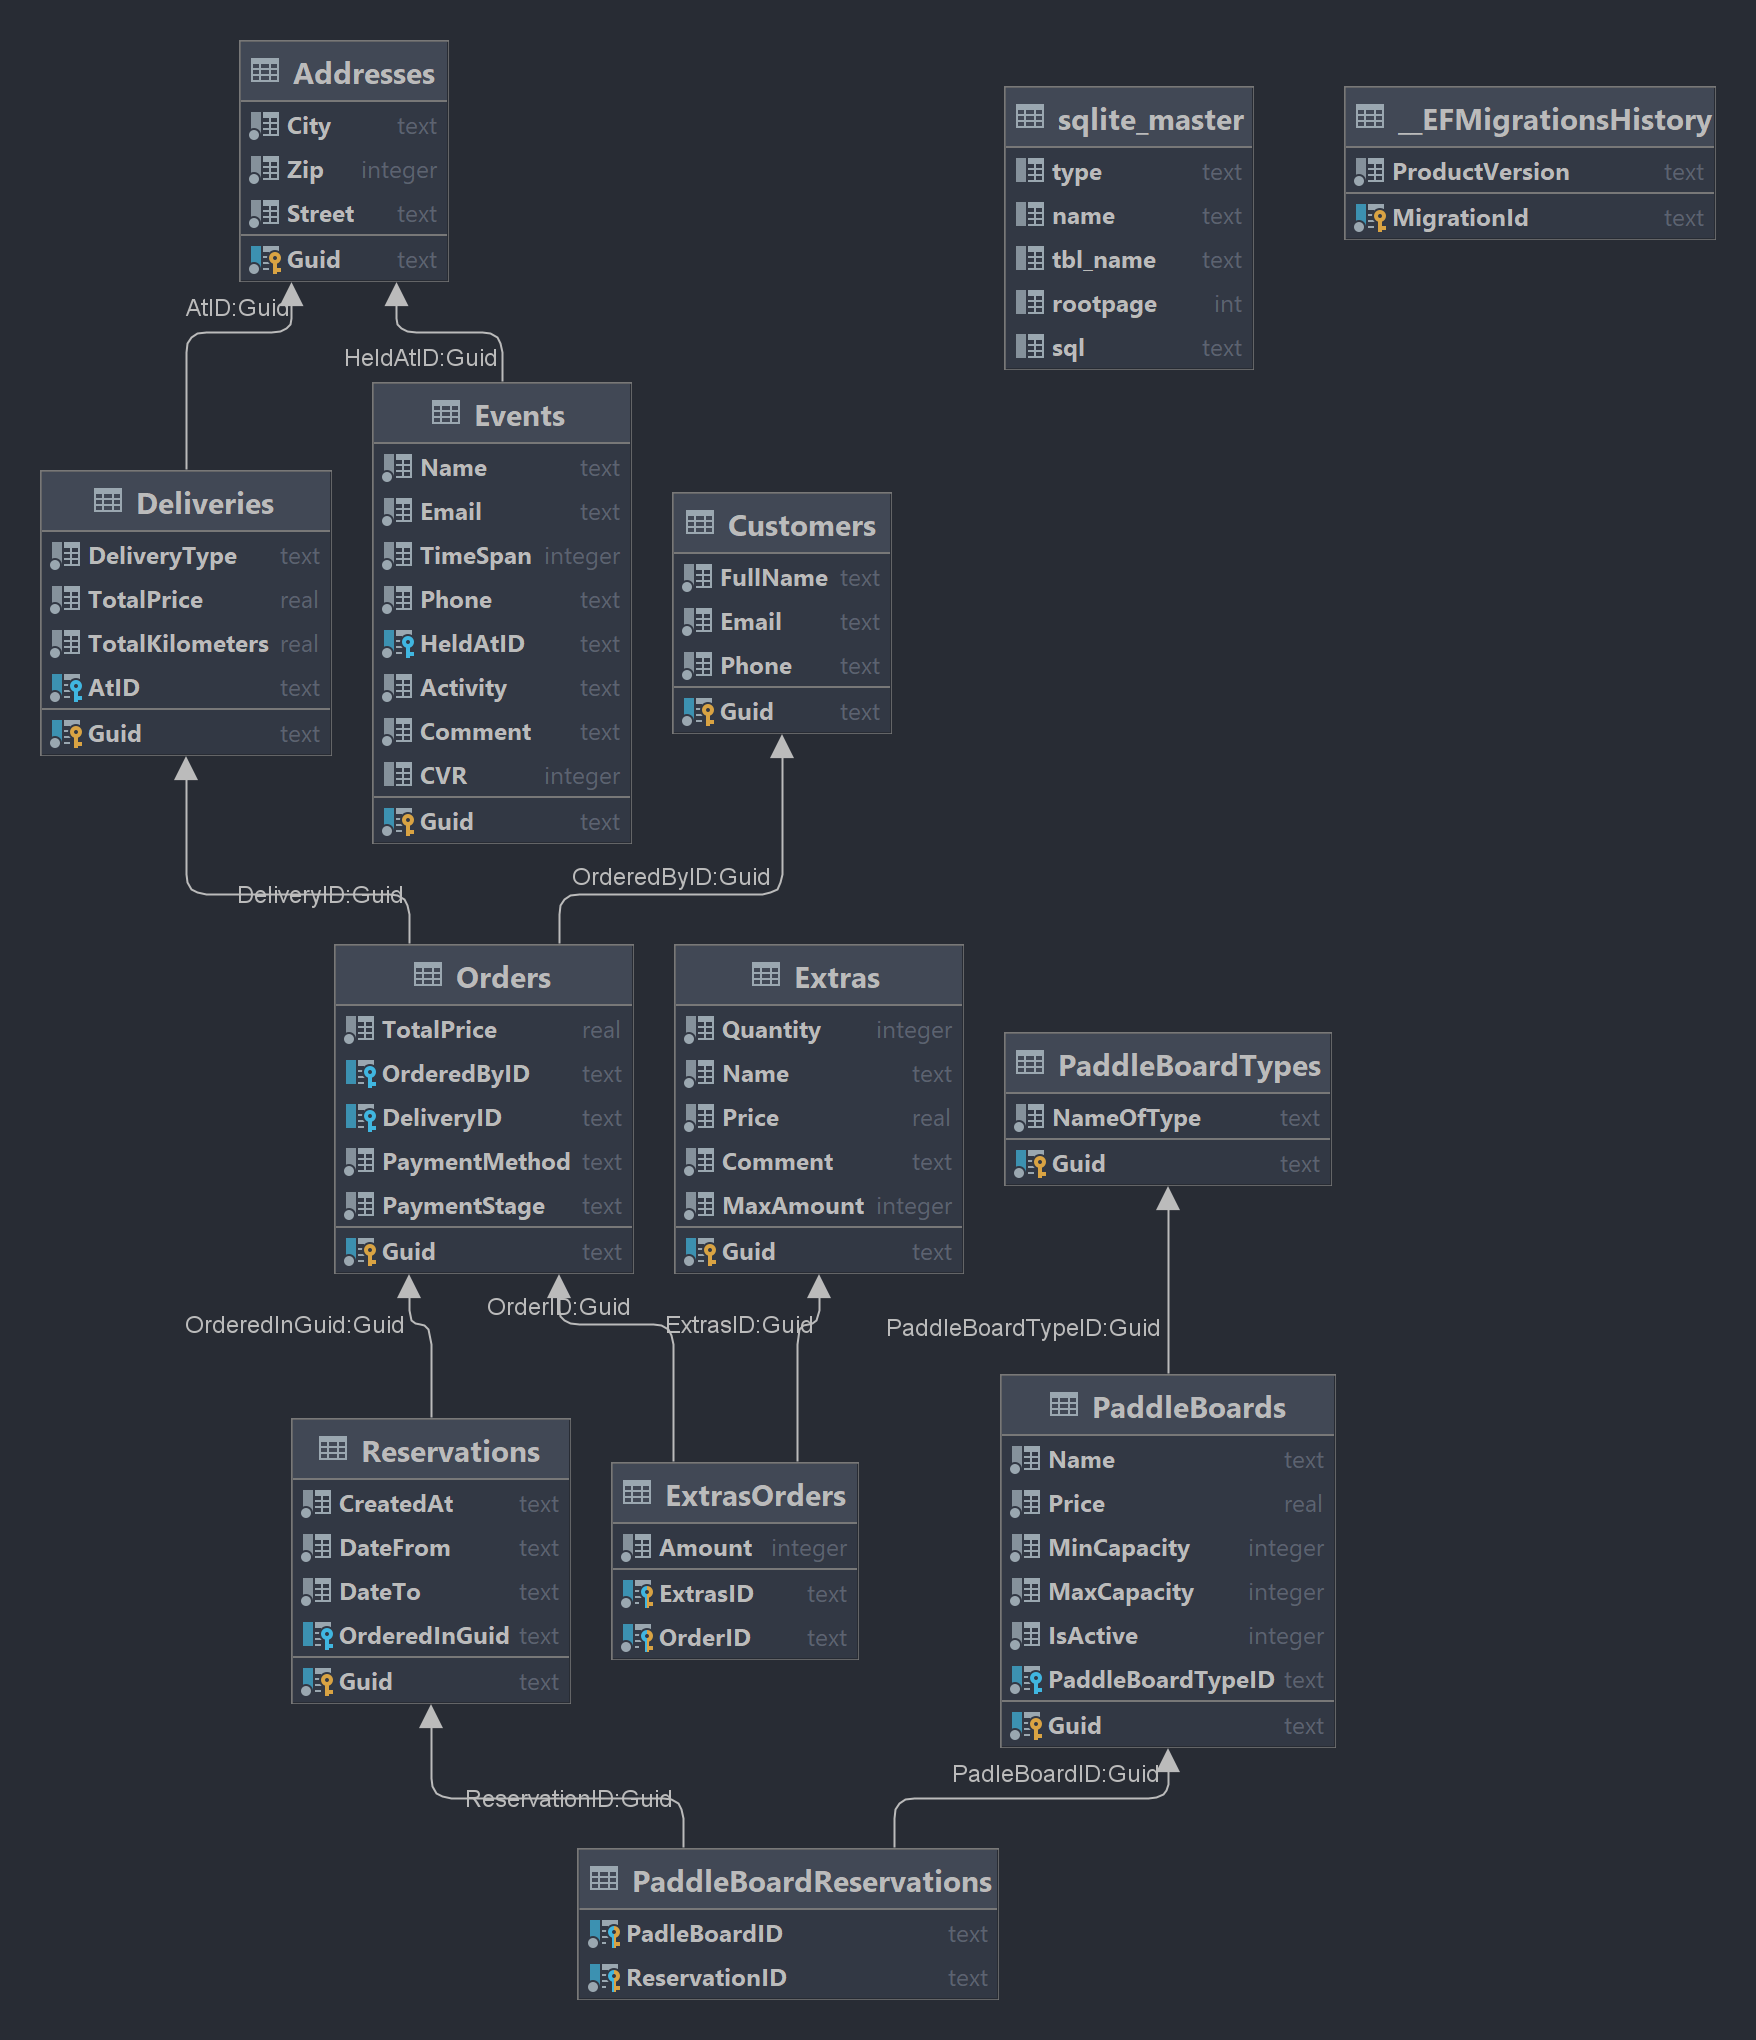 Addresses
City text
Zip integer
Street text
Guid text
sqlite_master
type text
name text
tbl_name text
rootpage int
sql text
__EFMigrationsHistory
ProductVersion text
MigrationId text
AtID:Guid
HeldAtID:Guid
Events
Name text
Email text
TimeSpan integer
Phone text
HeldAtID text
Activity text
Comment text
CVR integer
Guid text
Deliveries
DeliveryType text
TotalPrice real
TotalKilometers real
AtID text
Guid text
Customers
FullName text
Email text
Phone text
Guid text
DeliveryID:Guid
OrderedByID:Guid
Orders
TotalPrice real
OrderedByID text
DeliveryID text
PaymentMethod text
PaymentStage text
Guid text
Extras
Quantity integer
Name text
Price real
Comment text
MaxAmount integer
Guid text
PaddleBoardTypes
NameOfType text
Guid text
OrderedInGuid:Guid
OrderID:Guid
ExtrasID:Guid
PaddleBoardTypeID:Guid
Reservations
CreatedAt text
DateFrom text
DateTo text
OrderedInGuid text
Guid text
ExtrasOrders
Amount integer
ExtrasID text
OrderID text
PaddleBoards
Name text
Price real
MinCapacity integer
MaxCapacity integer
IsActive integer
PaddleBoardTypeID text
Guid text
ReservationID:Guid
PadleBoardID:Guid
PaddleBoardReservations
PadleBoardID text
ReservationID text